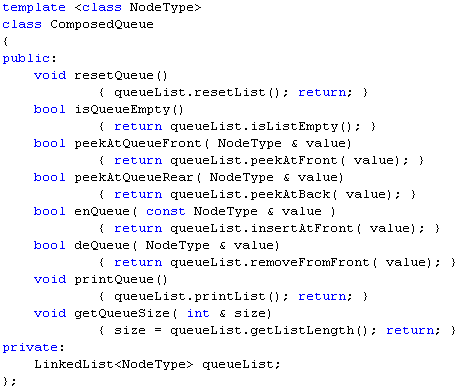 template <class NodeType>
class ComposedQueue
{
public:
    void resetQueue()
            { queueList.resetList(); return; }
    bool isQueueEmpty()
            { return queueList.isListEmpty(); }
    bool peekAtQueueFront( NodeType & value)
            { return queueList.peekAtFront( value); }
    bool peekAtQueueRear( NodeType & value)
            { return queueList.peekAtBack( value); }
    bool enQueue( const NodeType & value )
            { return queueList.insertAtFront( value); }
    bool deQueue( NodeType & value)
            { return queueList.removeFromFront( value); }
    void printQueue()
            { queueList.printList(); return; }
    void getQueueSize( int & size)
            { size = queueList.getListLength(); return; }
private:
    LinkedList<NodeType> queueList;
};